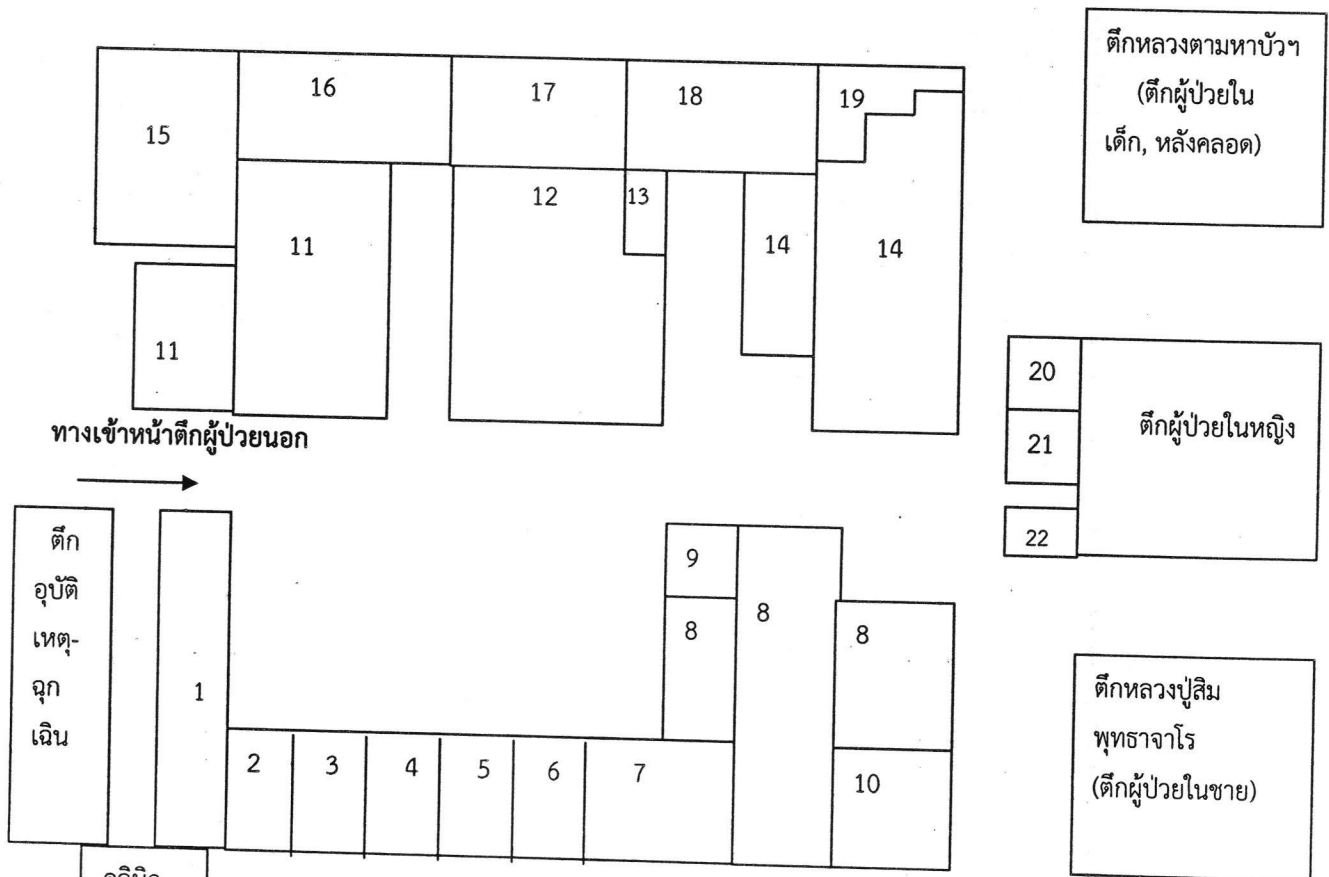 ตึกหลวงตามหาบัวฯ
(ตึกผู้ป่วยใน
เด็ก, หลังคลอด)
16
17
18
19
15
12
13
11
14
14
11
20
ตึกผู้ป่วยในหญิง
21
22
ทางเข้าหน้าตึกผู้ป่วยนอก
ตึก
อุบัติ
เหตุ-
ฉุก
เฉิน
1
9
8
8
8
2
3
4
5
6
7
10
ตึกหลวงปู่สิม
พุทธาจาโร
(ตึกผู้ป่วยในชาย)